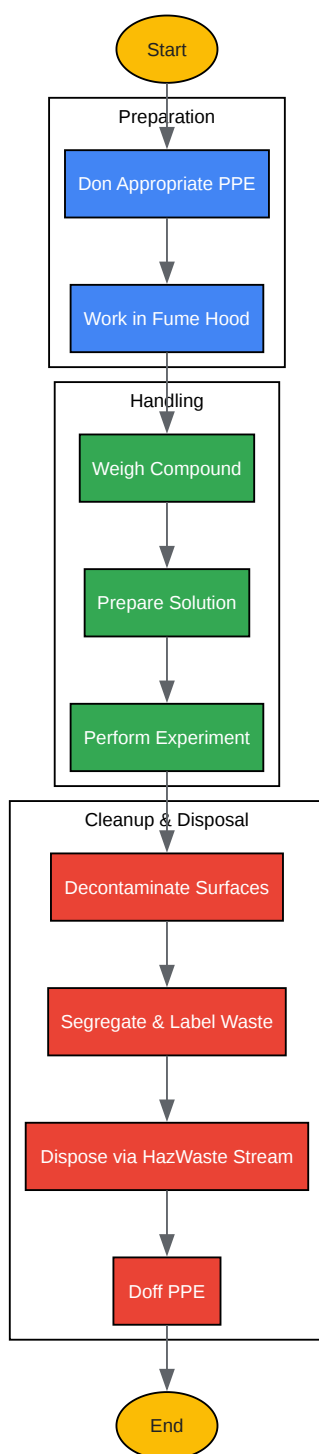 Start
Preparation
Don Appropriate PPE
Work in Fume Hood
Handling
Weigh Compound
Prepare Solution
Perform Experiment
Cleanup & Disposal
Decontaminate Surfaces
Segregate & Label Waste
Dispose via HazWaste Stream
Doff PPE
End